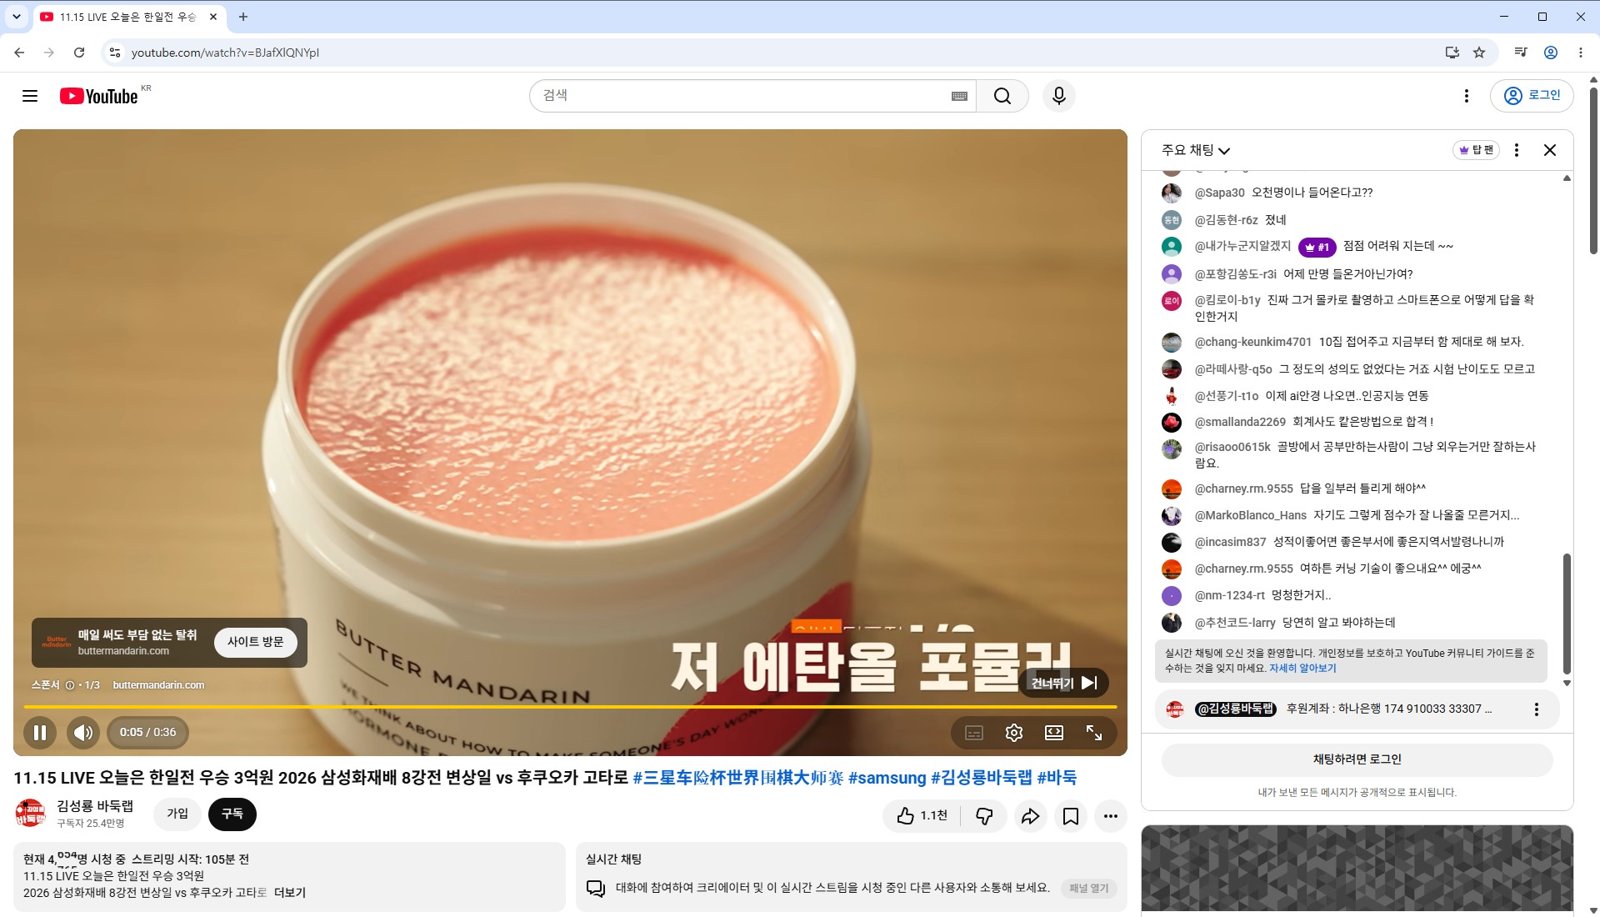 11.15 LIVE 오늘은 한일전 우승
youtube.com/watch?v=BJafXlQNYpI
YouTube KR
검색
로그인
BUTTER MANDARIN
WE THINK ABOUT HOW TO MAKE SOMEONE'S DAY
HORMONE
저 에탄올 포뮬러
건너뛰기
Butter mandarin
매일 써도 부담 없는 탈취
buttermandarin.com
사이트 방문
스폰서 · 1/3 buttermandarin.com
0:05 / 0:36
11.15 LIVE 오늘은 한일전 우승 3억원 2026 삼성화재배 8강전 변상일 vs 후쿠오카 고타로 #三星车险杯世界围棋大师赛 #samsung #김성룡바둑랩 #바둑
김성룡 바둑랩
구독자 25.4만명
가입
구독
1.1천
현재 4, 명 시청 중 스트리밍 시작: 105분 전
11.15 LIVE 오늘은 한일전 우승 3억원
2026 삼성화재배 8강전 변상일 vs 후쿠오카 고타로 더보기
실시간 채팅
대화에 참여하여 크리에이터 및 이 실시간 스트림을 시청 중인 다른 사용자와 소통해 보세요.
패널 열기
주요 채팅
탑 팬
@Sapa30 오천명이나 들어온다고??
동현 @김동현-r6z 졌네
@내가누군지알겠지 #1 점점 어려워 지는데 ~~
@포항김쏭도-r3i 어제 만명 들온거아닌가여?
로이 @킴로이-b1y 진짜 그거 몰카로 촬영하고 스마트폰으로 어떻게 답을 확
인한거지
@chang-keunkim4701 10집 접어주고 지금부터 함 제대로 해 보자.
@라떼사랑-q5o 그 정도의 성의도 없었다는 거죠 시험 난이도도 모르고
@선풍기-t1o 이제 ai안경 나오면..인공지능 연동
@smallanda2269 회계사도 캍은방법으로 합격 !
@risaoo0615k 골방에서 공부만하는사람이 그냥 외우는거만 잘하는사
람요.
@charney.rm.9555 답을 일부러 틀리게 해야^^
@MarkoBlanco_Hans 자기도 그렇게 점수가 잘 나올줄 모른거지...
@incasim837 성적이좋어면 좋은부서에 좋은지역서발령나니까
@charney.rm.9555 여하튼 커닝 기술이 좋으내요^^ 에궁^^
@nm-1234-rt 멍청한거지..
@추천코드-larry 당연히 알고 봐야하는데
실시간 채팅에 오신 것을 환영합니다. 개인정보를 보호하고 YouTube 커뮤니티 가이드를 준
수하는 것을 잊지 마세요. 자세히 알아보기
@김성룡바둑랩 후원계좌 : 하나은행 174 910033 33307 ...
채팅하려면 로그인
내가 보낸 모든 메시지가 공개적으로 표시됩니다.